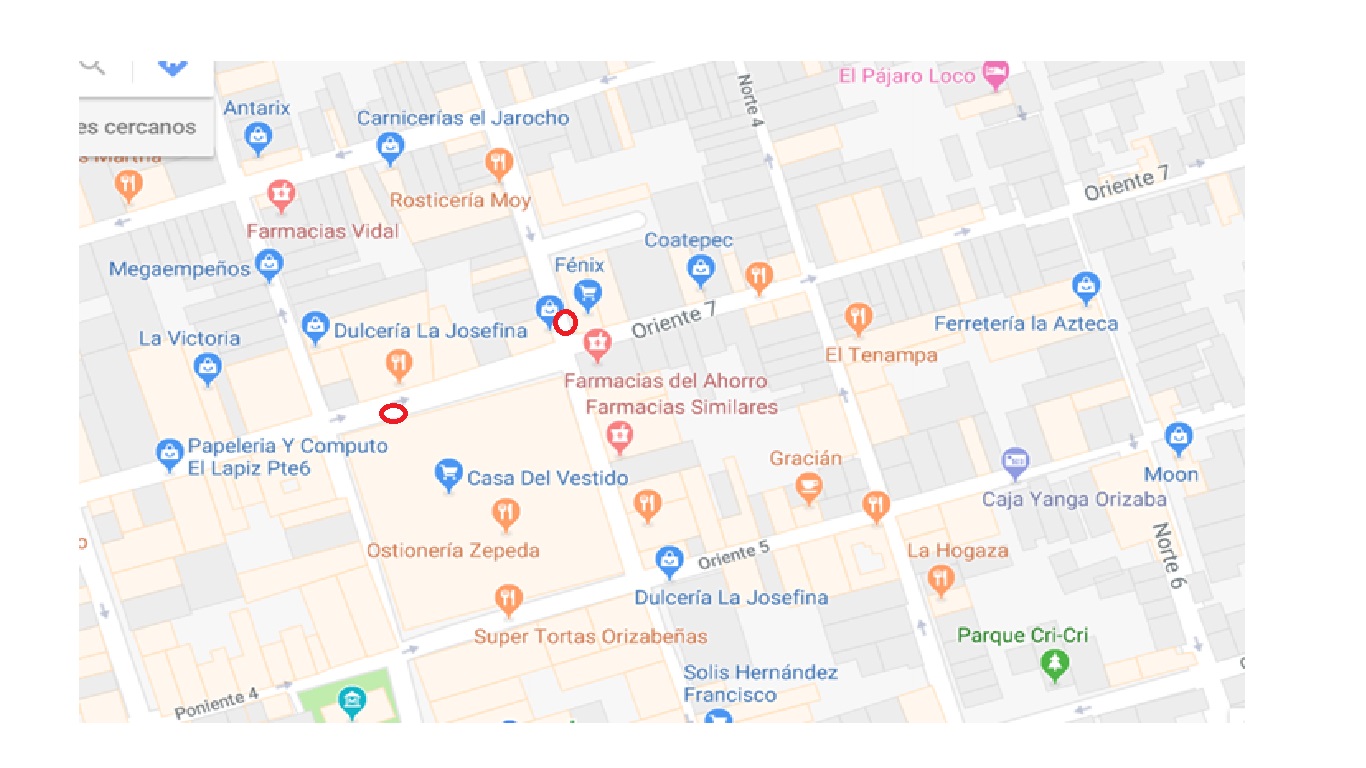 El Pájaro Loco
Norte 4
Antarix
Carnicerías el Jarocho
es cercanos
s Martha
Oriente 7
Rosticería Moy
Farmacias Vidal
Coatepec
Megaempeños
Fénix
Oriente 7
Dulcería La Josefina
Ferretería la Azteca
La Victoria
El Tenampa
Farmacias del Ahorro
Farmacias Similares
Papeleria Y Computo
El Lapiz Pte6
Gracián
Casa Del Vestido
Moon
Caja Yanga Orizaba
Ostionería Zepeda
Oriente 5
La Hogaza
Norte 6
Dulcería La Josefina
Super Tortas Orizabeñas
Parque Cri-Cri
Solis Hernández
Francisco
Poniente 4